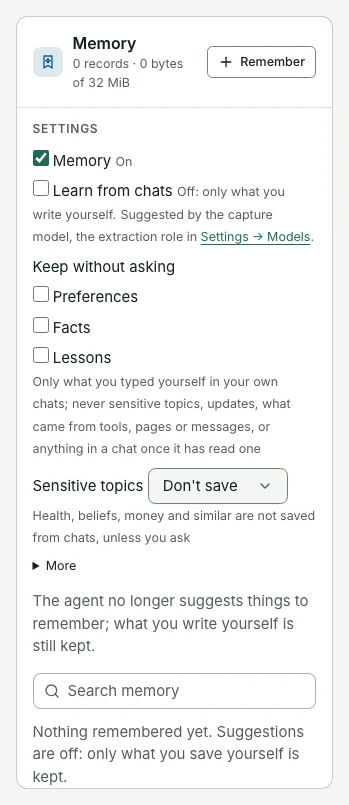 Memory
0 records · 0 bytes
of 32 MiB
+ Remember
SETTINGS
Memory On
Learn from chats Off: only what you
write yourself. Suggested by the capture
model, the extraction role in Settings → Models.
Keep without asking
Preferences
Facts
Lessons
Only what you typed yourself in your own
chats; never sensitive topics, updates, what
came from tools, pages or messages, or
anything in a chat once it has read one
Sensitive topics Don't save
Health, beliefs, money and similar are not saved
from chats, unless you ask
More
The agent no longer suggests things to
remember; what you write yourself is
still kept.
Search memory
Nothing remembered yet. Suggestions
are off: only what you save yourself is
kept.